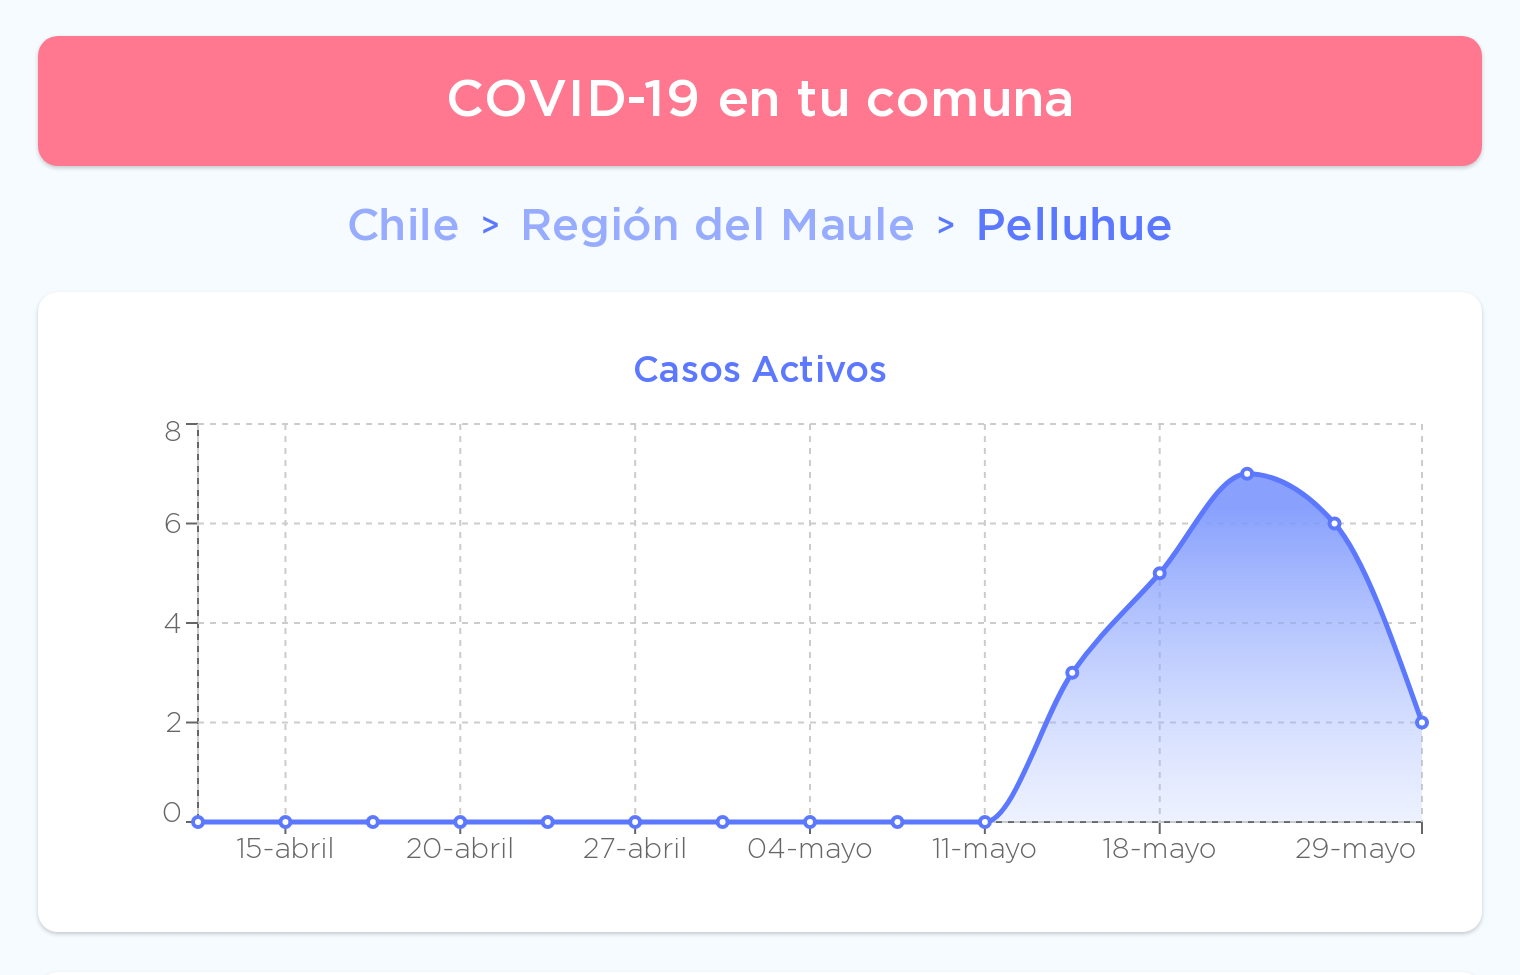 COVID-19 en tu comuna
Chile > Región del Maule > Pelluhue
Casos Activos
8
6
4
2
0
15-abril 20-abril 27-abril 04-mayo 11-mayo 18-mayo 29-mayo